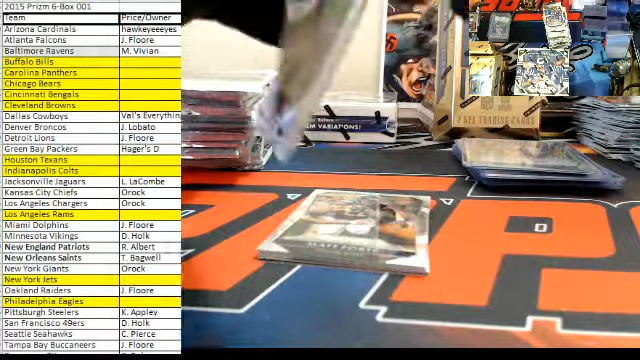 2015 Prizm 6-Box 001
Team Price/Owner
Arizona Cardinals hawkeyeeyes
Atlanta Falcons J. Floore
Baltimore Ravens M. Vivian
Buffalo Bills
Carolina Panthers
Chicago Bears
Cincinnati Bengals
Cleveland Browns
Dallas Cowboys Val's Everythin
Denver Broncos J. Lobato
Detroit Lions J. Floore
Green Bay Packers Hager's D
Houston Texans
Indianapolis Colts
Jacksonville Jaguars L. LaCombe
Kansas City Chiefs Orock
Los Angeles Chargers Orock
Los Angeles Rams
Miami Dolphins J. Floore
Minnesota Vikings D. Holk
New England Patriots R. Albert
New Orleans Saints T. Bagwell
New York Giants Orock
New York Jets
Oakland Raiders J. Floore
Philadelphia Eagles
Pittsburgh Steelers K. Appley
San Francisco 49ers D. Holk
Seattle Seahawks C. Pierce
Tampa Bay Buccaneers J. Floore
VARIATIONS!
NFL TRADING CARDS
MATT FORTE